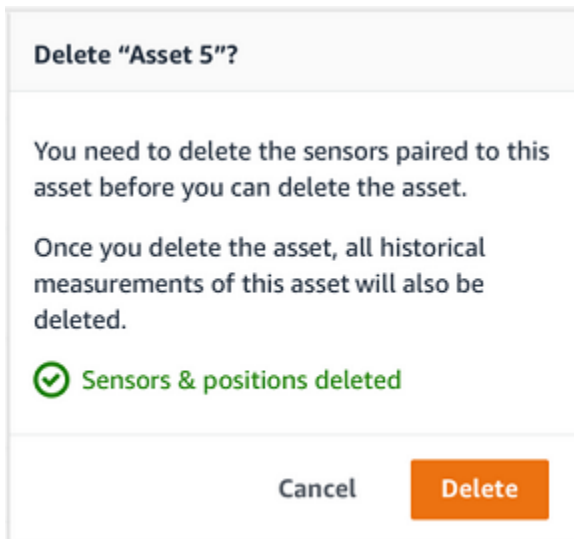 Delete “Asset 5”?
You need to delete the sensors paired to this
asset before you can delete the asset.
Once you delete the asset, all historical
measurements of this asset will also be
deleted.
Sensors & positions deleted
Cancel
Delete